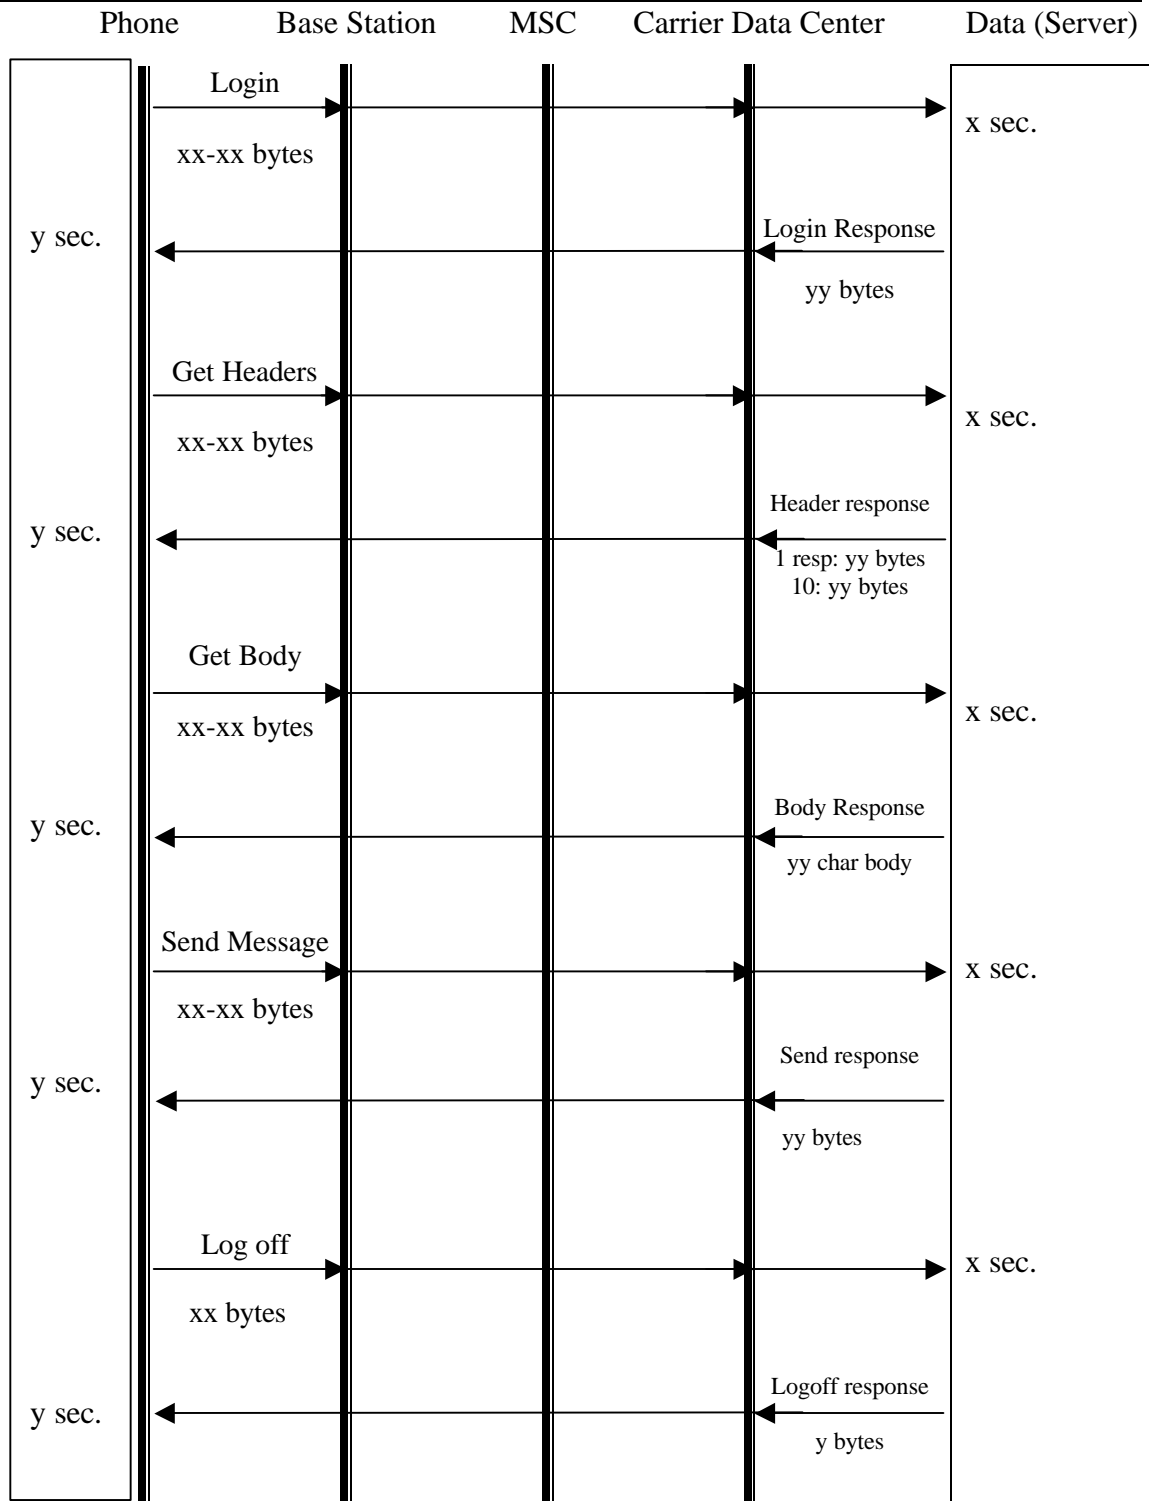 Phone Base Station MSC Carrier Data Center Data (Server)
Login
x sec.
xx-xx bytes
Login Response
y sec.
yy bytes
Get Headers
x sec.
xx-xx bytes
Header response
y sec.
1 resp: yy bytes
10: yy bytes
Get Body
x sec.
xx-xx bytes
Body Response
y sec.
yy char body
Send Message
x sec.
xx-xx bytes
Send response
y sec.
yy bytes
Log off
x sec.
xx bytes
Logoff response
y sec.
y bytes